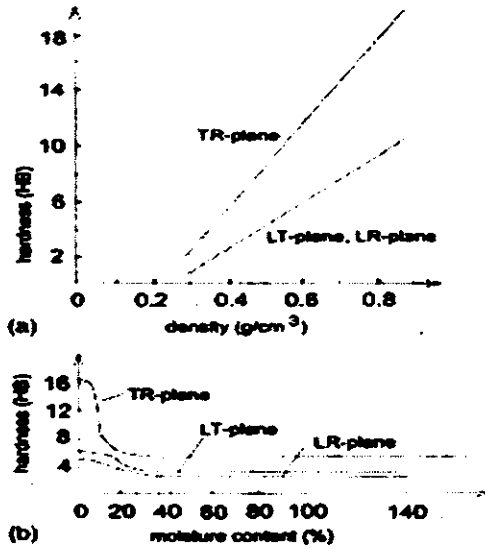 18
14
10
6
2
hardness (HB)
TR-plane
LT-plane, LR-plane
0 0.2 0.4 0.6 0.8
(a)
density (g/cm³)
16
12
8
4
hardness (HB)
TR-plane
LT-plane
LR-plane
0 20 40 60 80 100 140
(b)
moisture content (%)